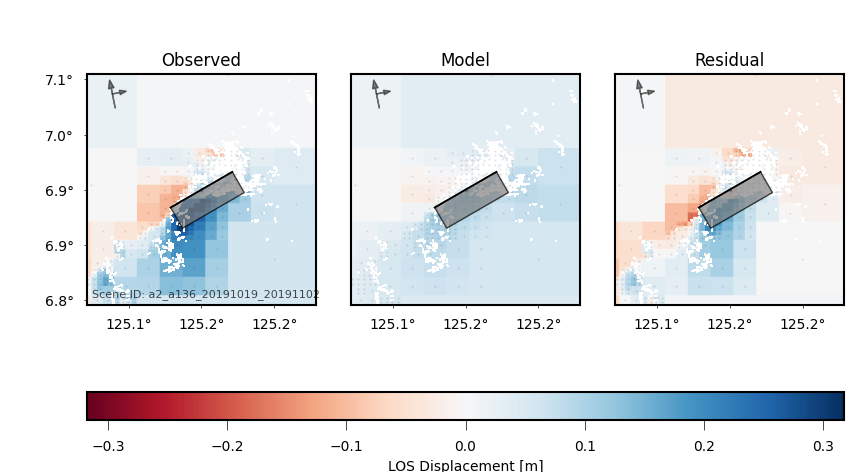 Observed Model Residual
7.1°
7.0°
6.9°
6.9°
6.8°
Scene ID: a2_a136_20191019_20191102
125.1° 125.2° 125.2° 125.1° 125.2° 125.2° 125.1° 125.2° 125.2°
−0.3 −0.2 −0.1 0.0 0.1 0.2 0.3
LOS Displacement [m]